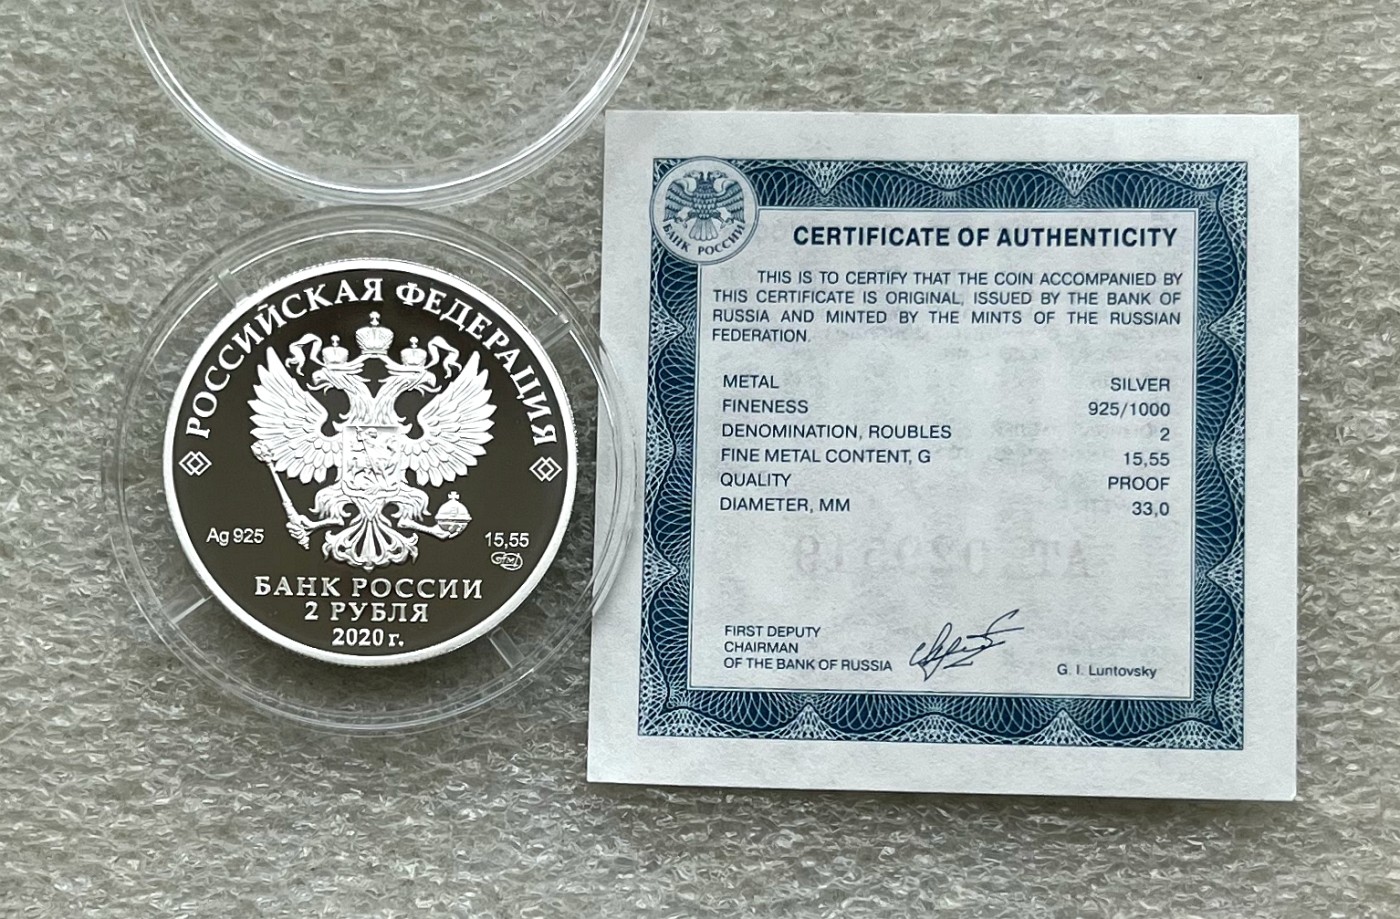 РОССИЙСКАЯ ФЕДЕРАЦИЯ
Ag 925
15,55
БАНК РОССИИ
2 РУБЛЯ
2020 г.
БАНК РОССИИ
CERTIFICATE OF AUTHENTICITY
THIS IS TO CERTIFY THAT THE COIN ACCOMPANIED BY
THIS CERTIFICATE IS ORIGINAL, ISSUED BY THE BANK OF
RUSSIA AND MINTED BY THE MINTS OF THE RUSSIAN
FEDERATION.
METAL SILVER
FINENESS 925/1000
DENOMINATION, ROUBLES 2
FINE METAL CONTENT, G 15,55
QUALITY PROOF
DIAMETER, MM 33,0
FIRST DEPUTY
CHAIRMAN
OF THE BANK OF RUSSIA
G. I. Luntovsky